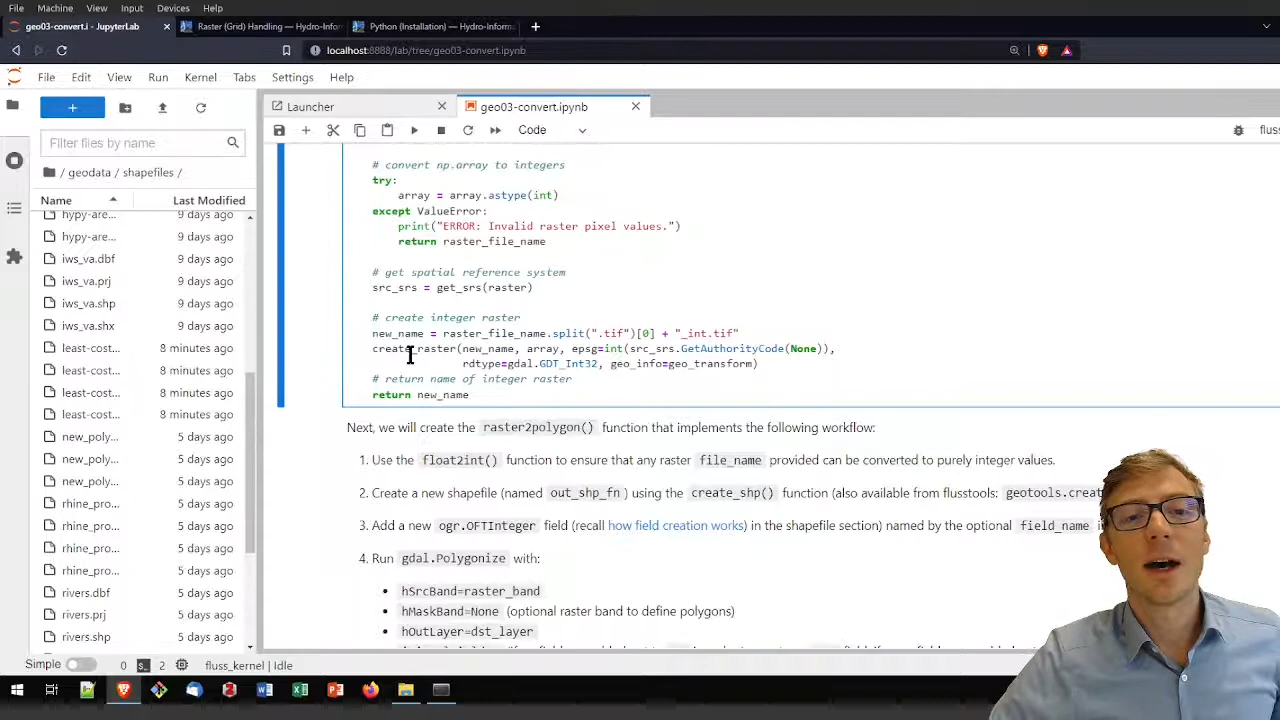 File Machine View Input Devices Help
geo03-convert.i - JupyterLab
Raster (Grid) Handling — Hydro-Infor
Python (Installation) — Hydro-Informa
localhost:8888/lab/tree/geo03-convert.ipynb
File Edit View Run Kernel Tabs Settings Help
Launcher
geo03-convert.ipynb
Code
fluss
Filter files by name
/ geodata / shapefiles /
Name Last Modified
hypy-are... 9 days ago
hypy-are... 9 days ago
iws_va.dbf 9 days ago
iws_va.prj 9 days ago
iws_va.shp 9 days ago
iws_va.shx 9 days ago
least-cost... 8 minutes ago
least-cost... 8 minutes ago
least-cost... 8 minutes ago
least-cost... 8 minutes ago
new_poly... 5 days ago
new_poly... 5 days ago
new_poly... 5 days ago
rhine_pro... 5 days ago
rhine_pro... 5 days ago
rhine_pro... 5 days ago
rhine_pro... 5 days ago
rivers.dbf 5 days ago
rivers.prj 5 days ago
rivers.shp 5 days ago
# convert np.array to integers
try:
array = array.astype(int)
except ValueError:
print("ERROR: Invalid raster pixel values.")
return raster_file_name
# get spatial reference system
src_srs = get_srs(raster)
# create integer raster
new_name = raster_file_name.split(".tif")[0] + "_int.tif"
create_raster(new_name, array, epsg=int(src_srs.GetAuthorityCode(None)),
rdtype=gdal.GDT_Int32, geo_info=geo_transform)
# return name of integer raster
return new_name
Next, we will create the raster2polygon() function that implements the following workflow:
1. Use the float2int() function to ensure that any raster file_name provided can be converted to purely integer values.
2. Create a new shapefile (named out_shp_fn ) using the create_shp() function (also available from flusstools: geotools.creat
3. Add a new ogr.OFTInteger field (recall how field creation works) in the shapefile section) named by the optional field_name
4. Run gdal.Polygonize with:
• hSrcBand=raster_band
• hMaskBand=None (optional raster band to define polygons)
• hOutLayer=dst_layer
Simple 0 2 fluss_kernel | Idle